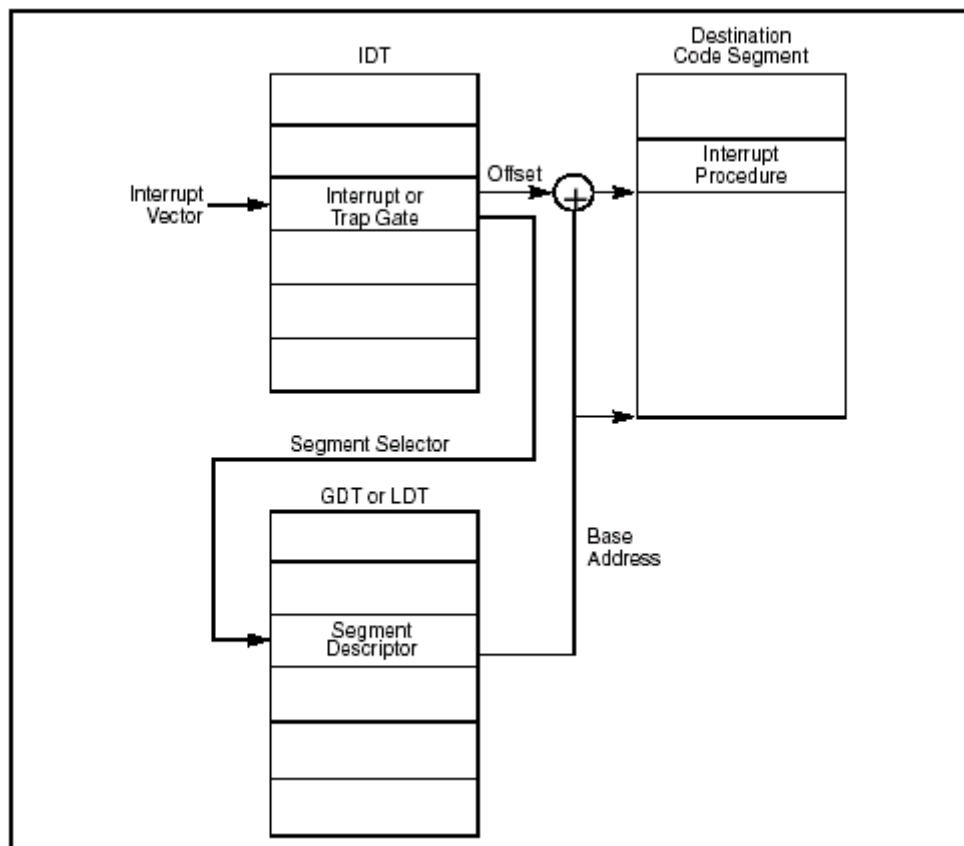 Destination
Code Segment
IDT
Interrupt
Procedure
Offset
Interrupt
Vector
Interrupt or
Trap Gate
Segment Selector
GDT or LDT
Base
Address
Segment
Descriptor